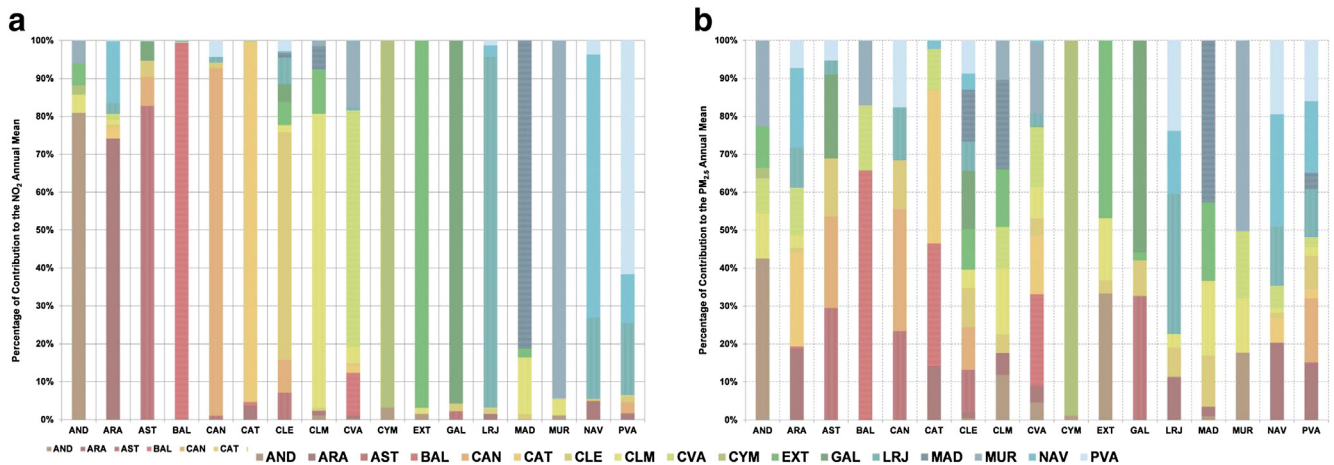 a
b
Percentage of Contribution to the NO2 Annual Mean
100%
90%
80%
70%
60%
50%
40%
30%
20%
10%
0%
AND ARA AST BAL CAN CAT CLE CLM CVA CYM EXT GAL LRJ MAD MUR NAV PVA
Percentage of Contribution to the PM2,5 Annual Mean
100%
90%
80%
70%
60%
50%
40%
30%
20%
10%
0%
AND ARA AST BAL CAN CAT CLE CLM CVA CYM EXT GAL LRJ MAD MUR NAV PVA
AND ARA AST BAL CAN CAT
AND ARA AST BAL CAN CAT CLE CLM CVA CYM EXT GAL LRJ MAD MUR NAV PVA